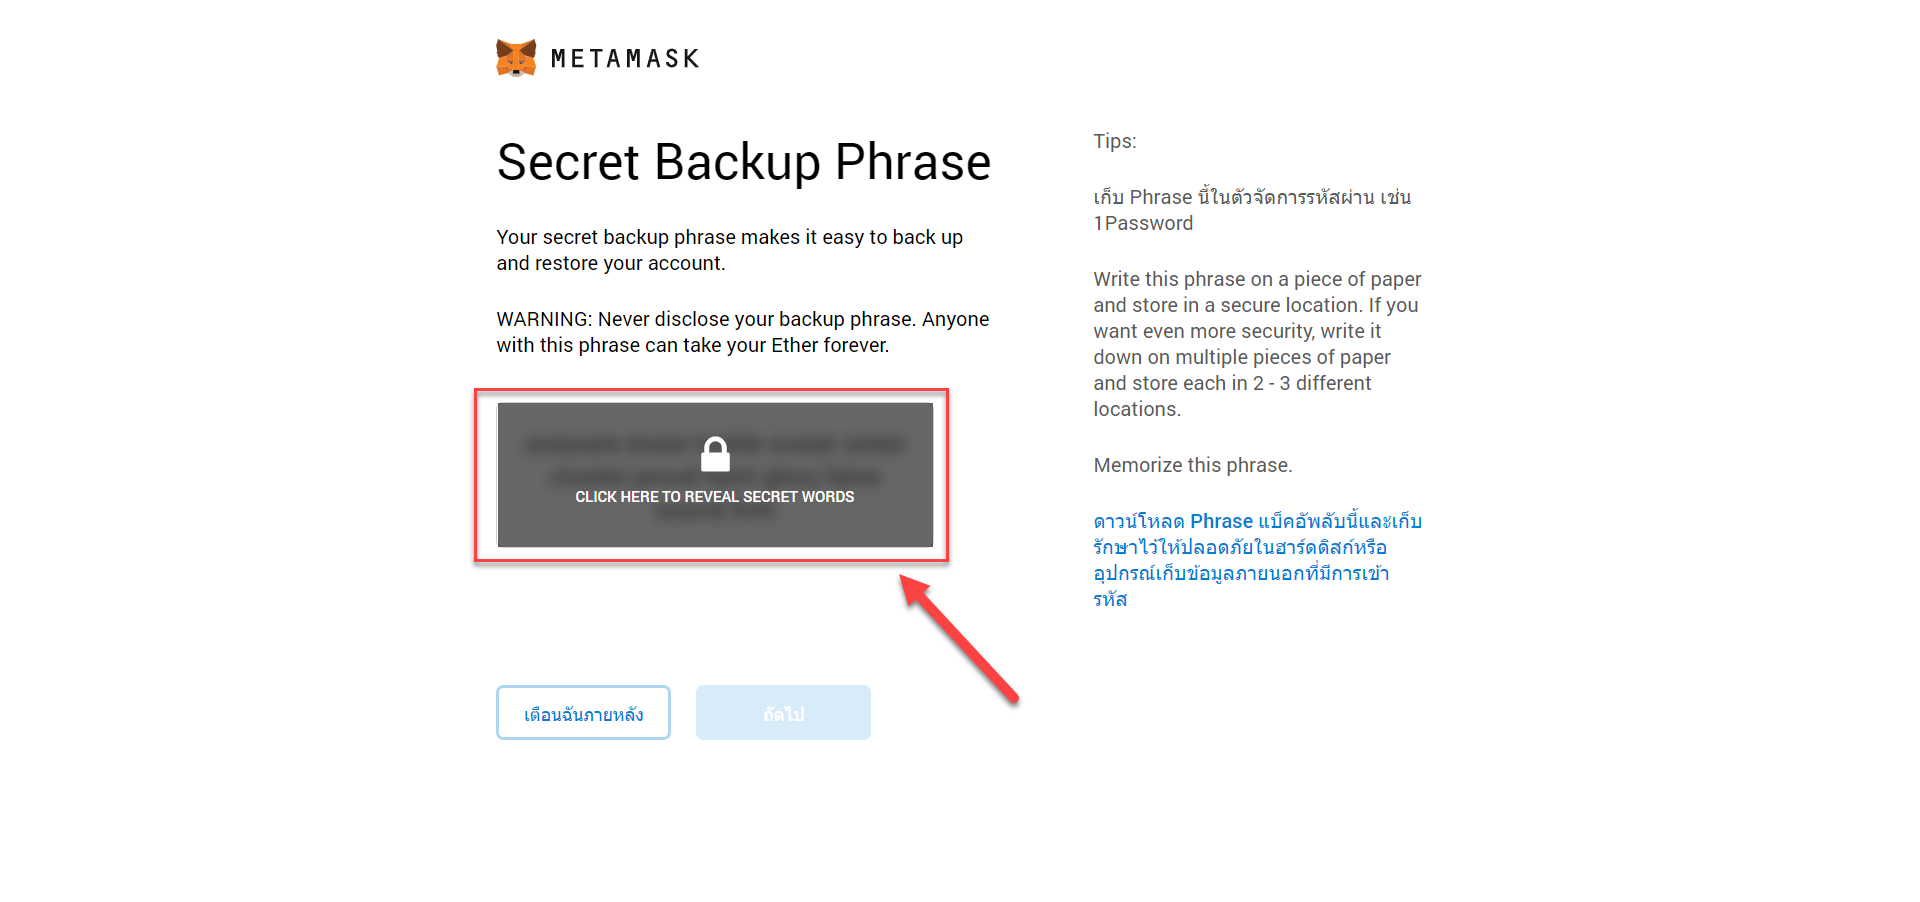 METAMASK
Secret Backup Phrase
Your secret backup phrase makes it easy to back up
and restore your account.
WARNING: Never disclose your backup phrase. Anyone
with this phrase can take your Ether forever.
CLICK HERE TO REVEAL SECRET WORDS
เตือนฉันภายหลัง
ถัดไป
Tips:
เก็บ Phrase นี้ในตัวจัดการรหัสผ่าน เช่น
1Password
Write this phrase on a piece of paper
and store in a secure location. If you
want even more security, write it
down on multiple pieces of paper
and store each in 2 - 3 different
locations.
Memorize this phrase.
ดาวน์โหลด Phrase แบ็คอัพลับนี้และเก็บ
รักษาไว้ให้ปลอดภัยในฮาร์ดดิสก์หรือ
อุปกรณ์เก็บข้อมูลภายนอกที่มีการเข้า
รหัส